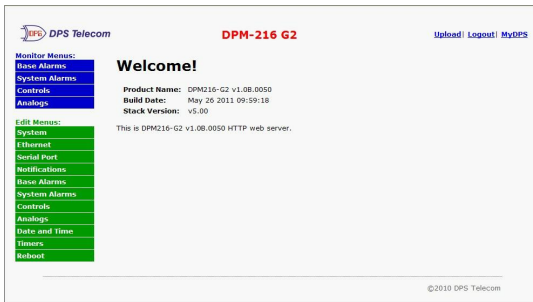 DPS DPS Telecom
DPM-216 G2
Upload| Logout| MyDPS
Monitor Menus:
Base Alarms
System Alarms
Controls
Analogs
Edit Menus:
System
Ethernet
Serial Port
Notifications
Base Alarms
System Alarms
Controls
Analogs
Date and Time
Timers
Reboot
Welcome!
Product Name: DPM216-G2 v1.0B.0050
Build Date: May 26 2011 09:59:18
Stack Version: v5.00
This is DPM216-G2 v1.0B.0050 HTTP web server.
©2010 DPS Telecom